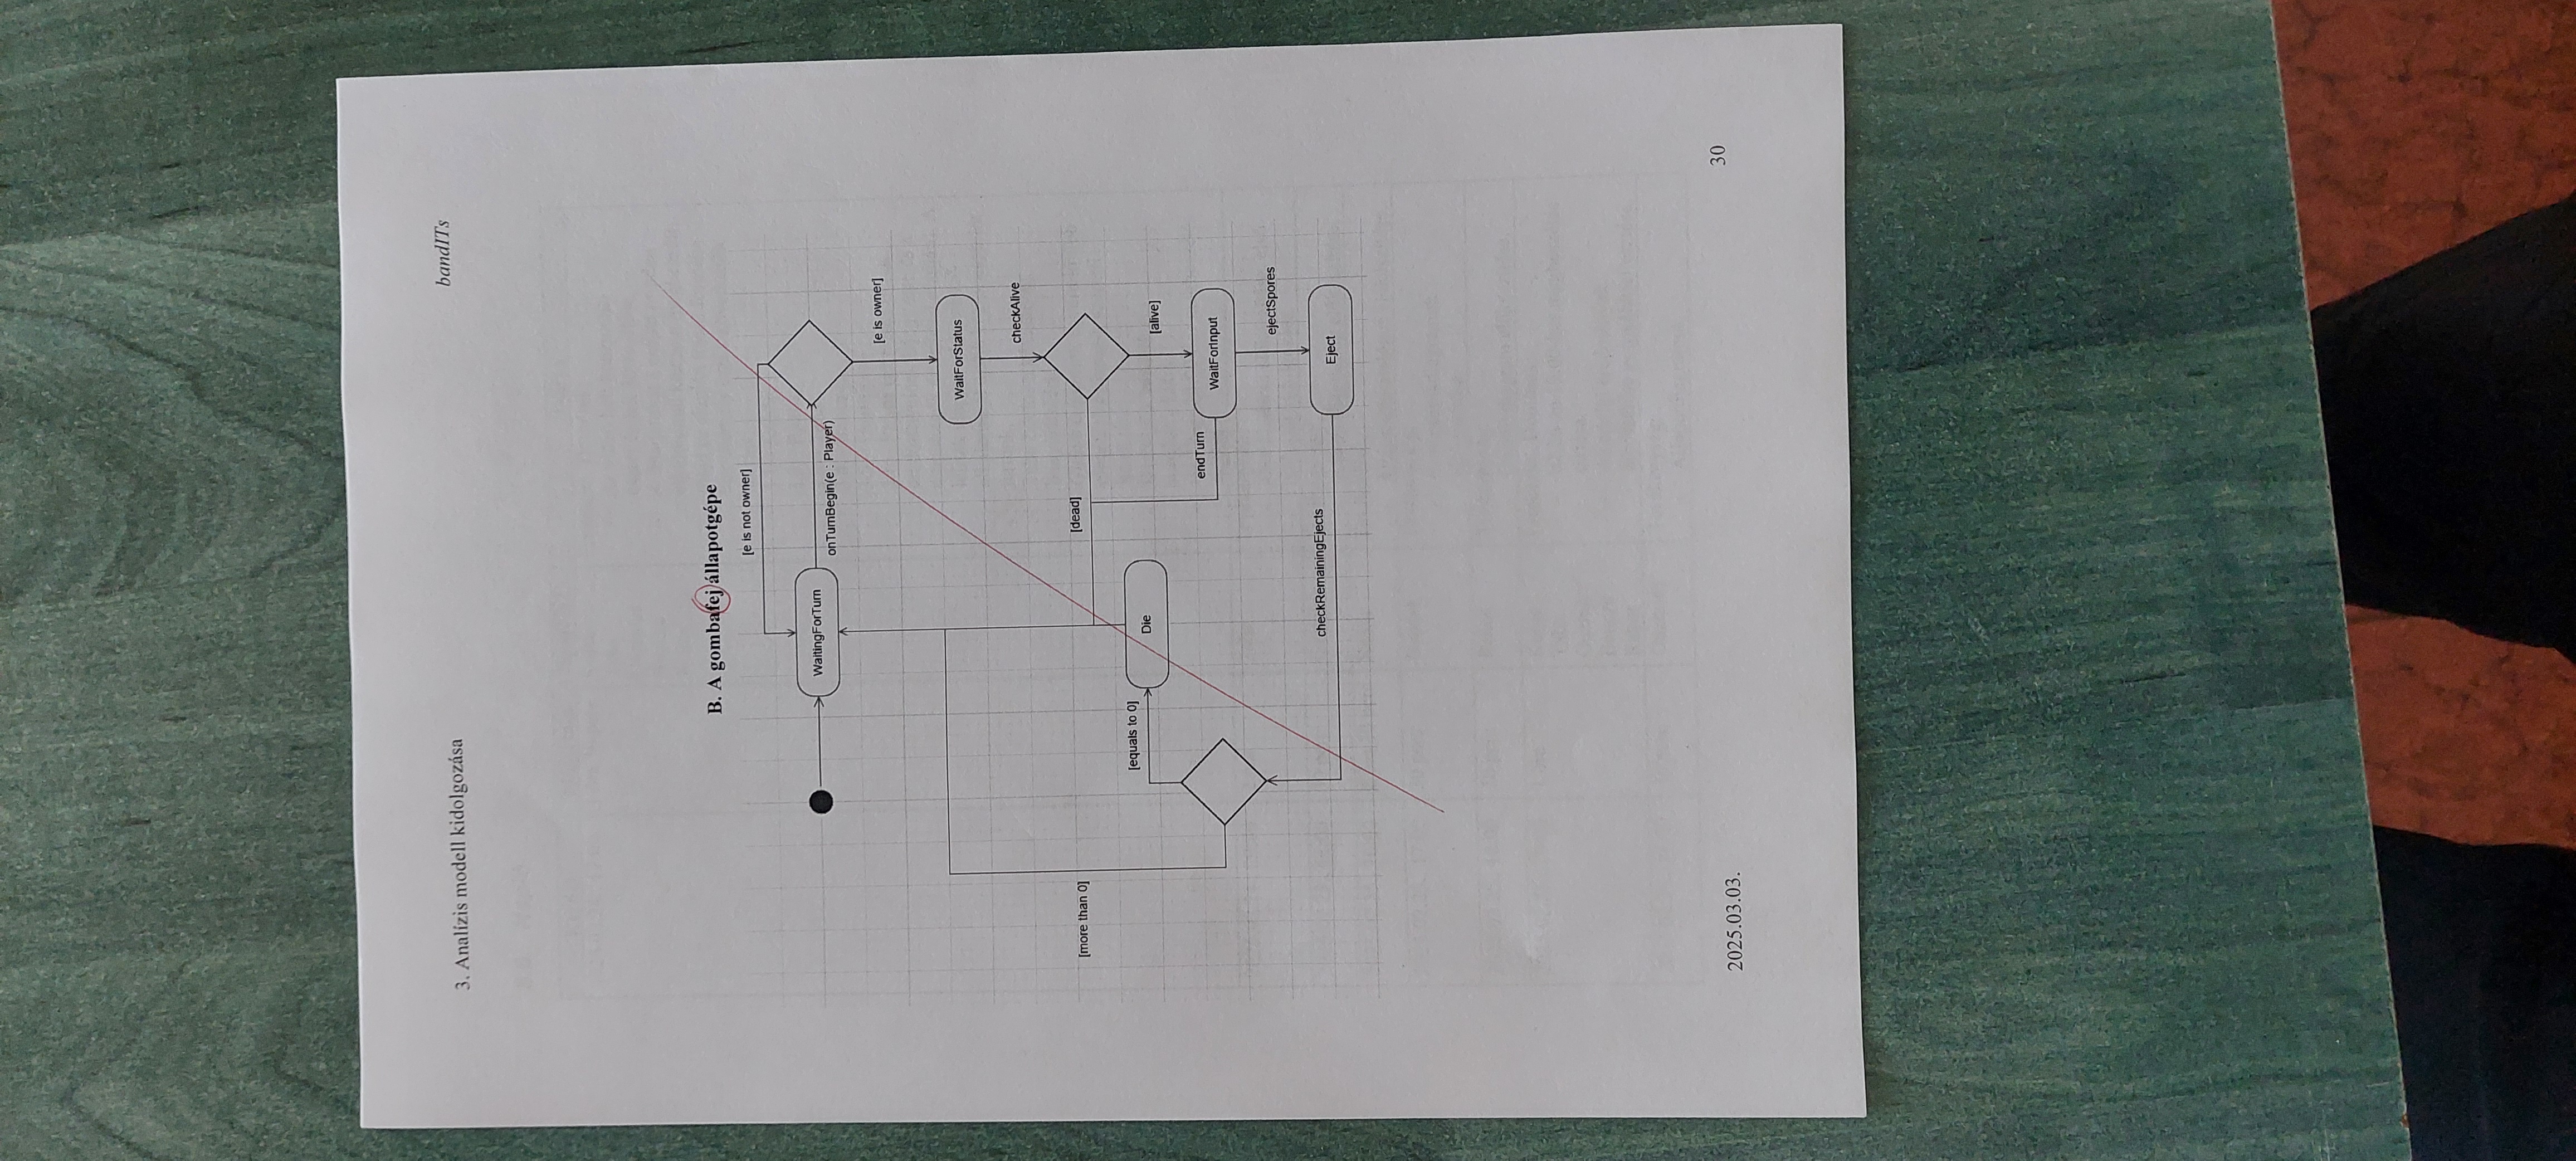 3. Analízis modell kidolgozása
bandITs
B. A gombafej állapotgépe
[e is not owner]
WaitingForTurn
onTurnBegin(e : Player)
[e is owner]
WaitForStatus
checkAlive
[more than 0]
[dead]
[equals to 0]
Die
[alive]
endTurn
WaitForInput
ejectSpores
checkRemainingEjects
Eject
2025.03.03.
30